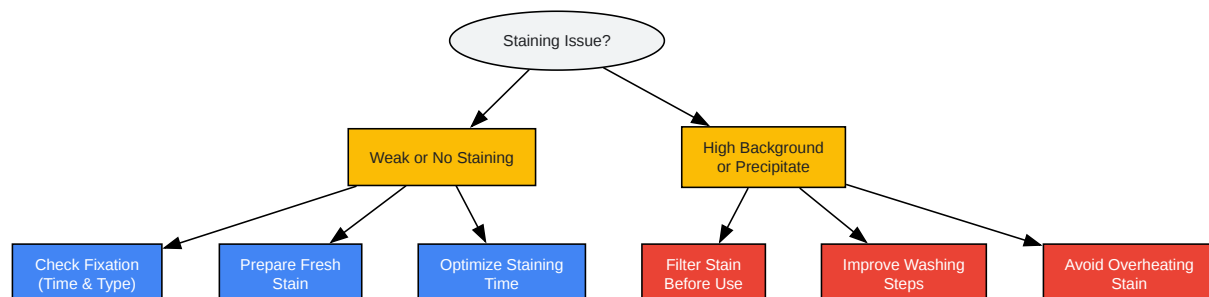 Staining Issue?
Weak or No Staining
High Background
or Precipitate
Check Fixation
(Time & Type)
Prepare Fresh
Stain
Optimize Staining
Time
Filter Stain
Before Use
Improve Washing
Steps
Avoid Overheating
Stain